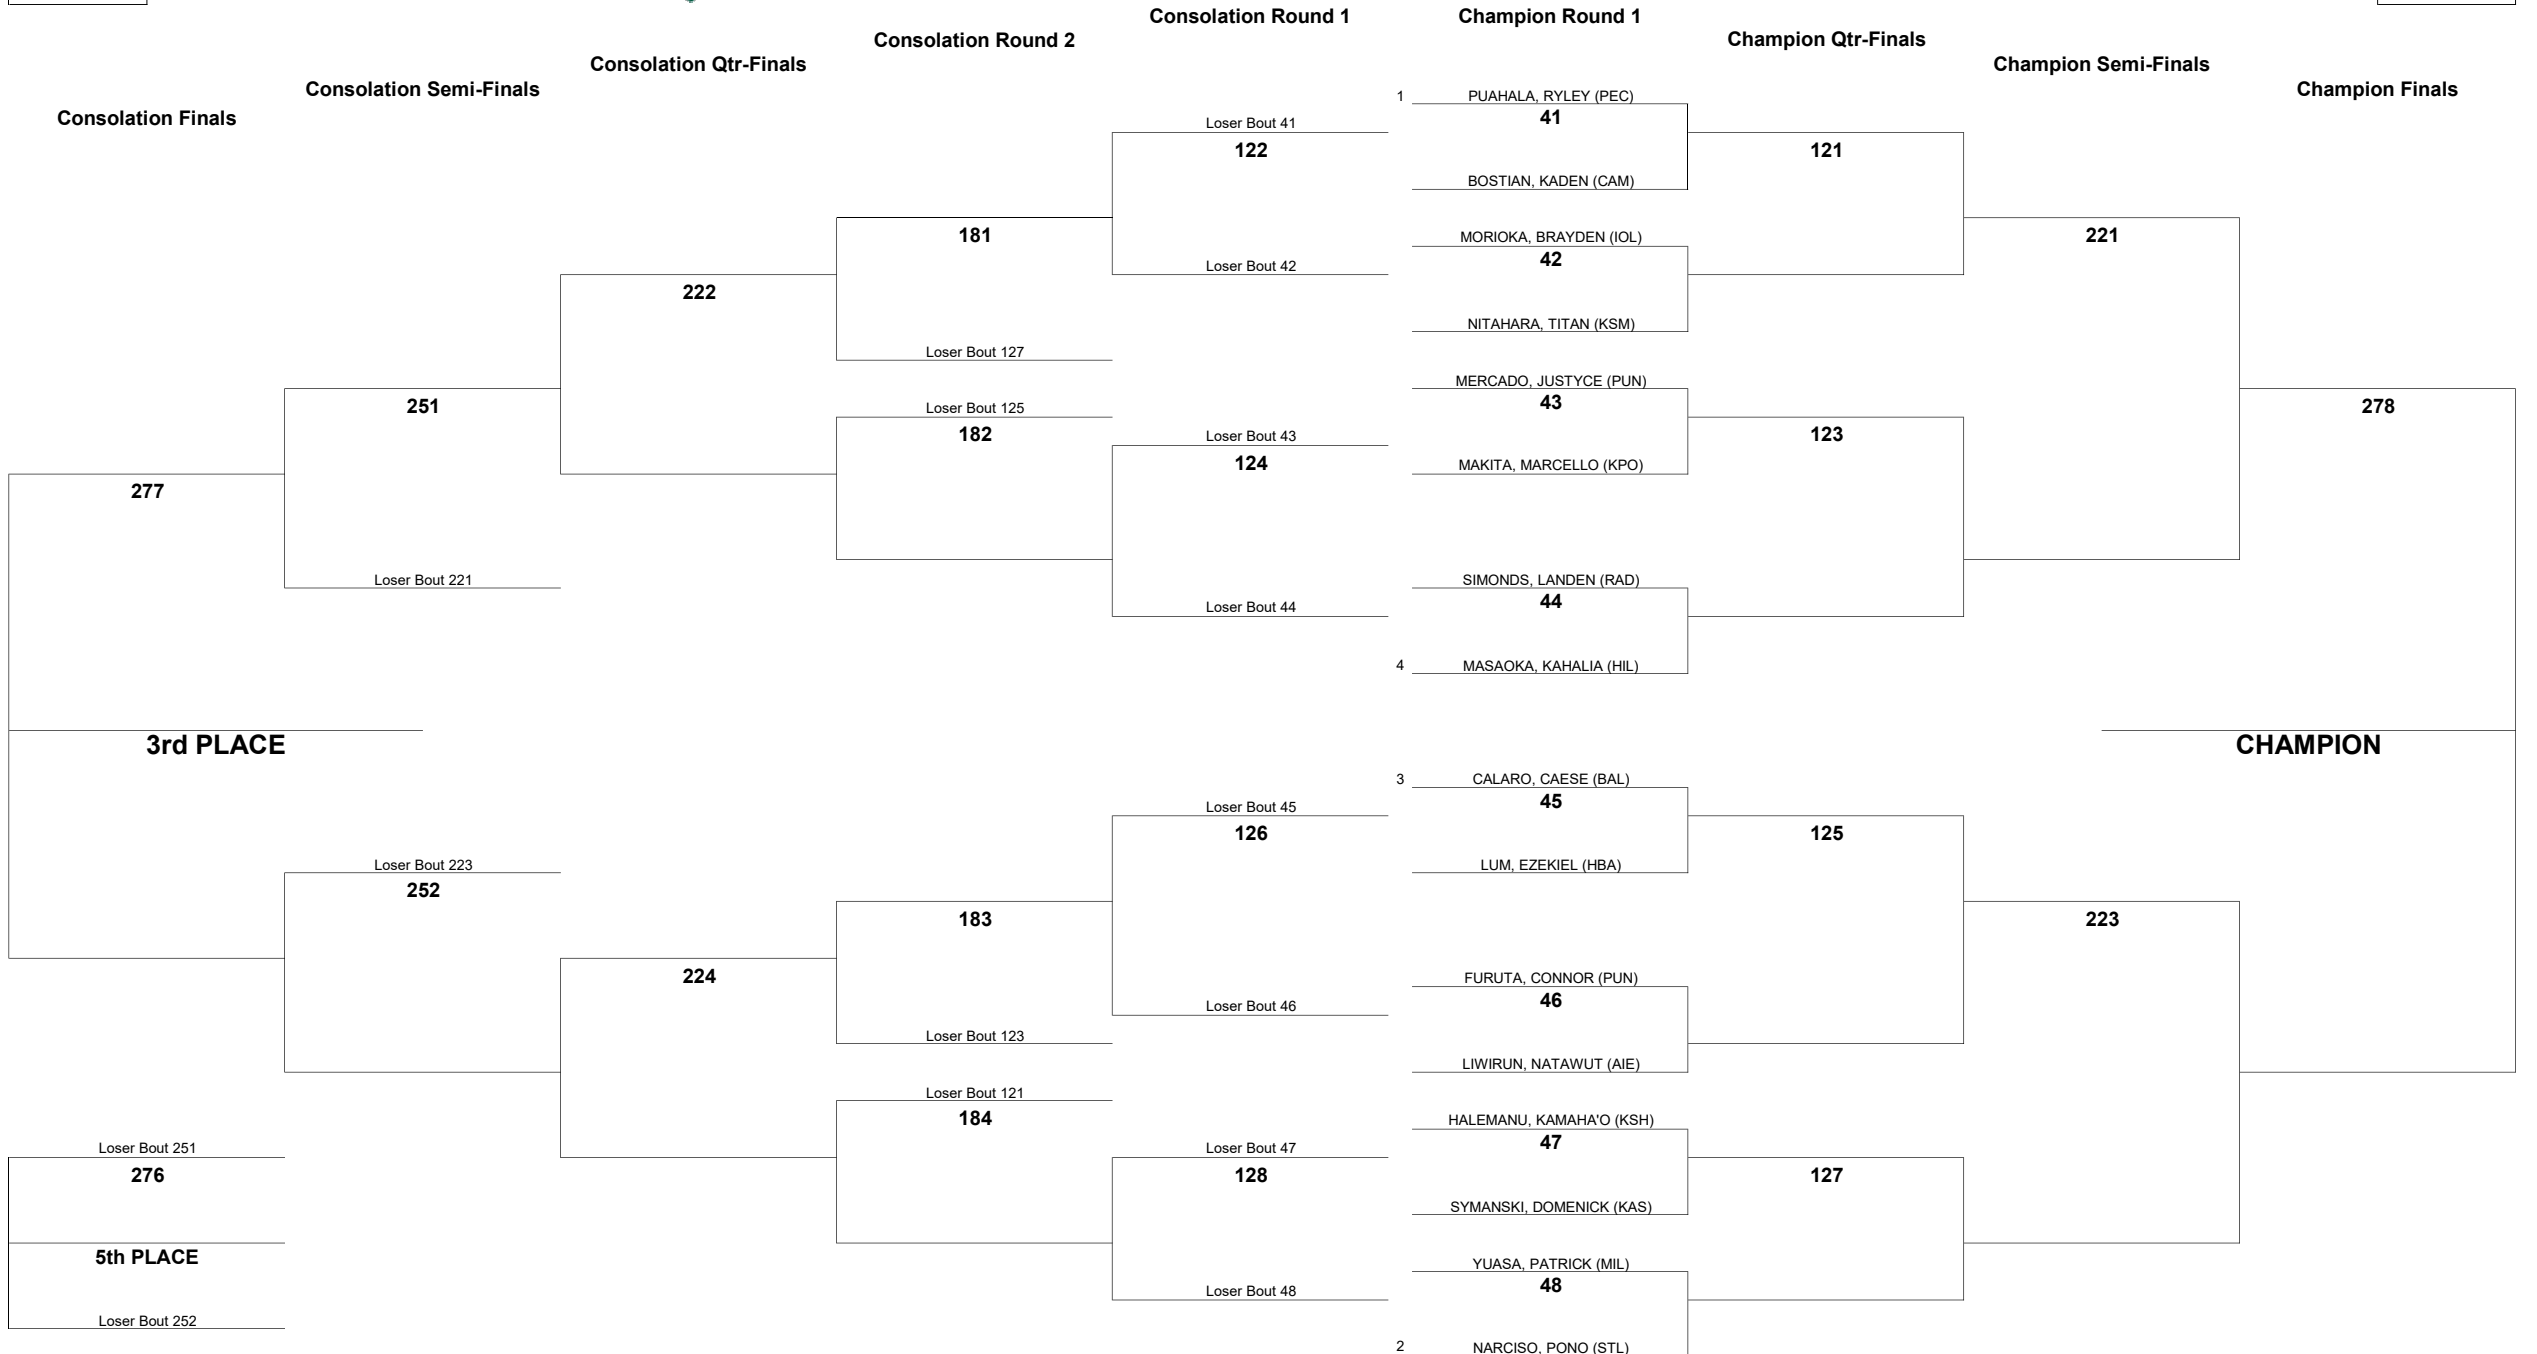 Consolation Round 1
Champion Round 1
Consolation Round 2
Champion Qtr-Finals
Consolation Qtr-Finals
Champion Semi-Finals
Consolation Semi-Finals
Champion Finals
Consolation Finals
1 PUAHALA, RYLEY (PEC)
41
Loser Bout 41
122
121
BOSTIAN, KADEN (CAM)
181
221
MORIOKA, BRAYDEN (IOL)
42
Loser Bout 42
222
NITAHARA, TITAN (KSM)
Loser Bout 127
MERCADO, JUSTYCE (PUN)
43
251
Loser Bout 125
278
182
Loser Bout 43
123
124
MAKITA, MARCELLO (KPO)
277
Loser Bout 221
SIMONDS, LANDEN (RAD)
44
Loser Bout 44
4 MASAOKA, KAHALIA (HIL)
3rd PLACE
CHAMPION
3 CALARO, CAESE (BAL)
45
Loser Bout 45
126
125
Loser Bout 223
LUM, EZEKIEL (HBA)
252
183
223
224
FURUTA, CONNOR (PUN)
46
Loser Bout 46
Loser Bout 123
LIWIRUN, NATAWUT (AIE)
Loser Bout 121
184
HALEMANU, KAMAHA'O (KSH)
47
Loser Bout 251
Loser Bout 47
276
128
127
SYMANSKI, DOMENICK (KAS)
5th PLACE
YUASA, PATRICK (MIL)
48
Loser Bout 48
Loser Bout 252
2 NARCISO, PONO (STL)